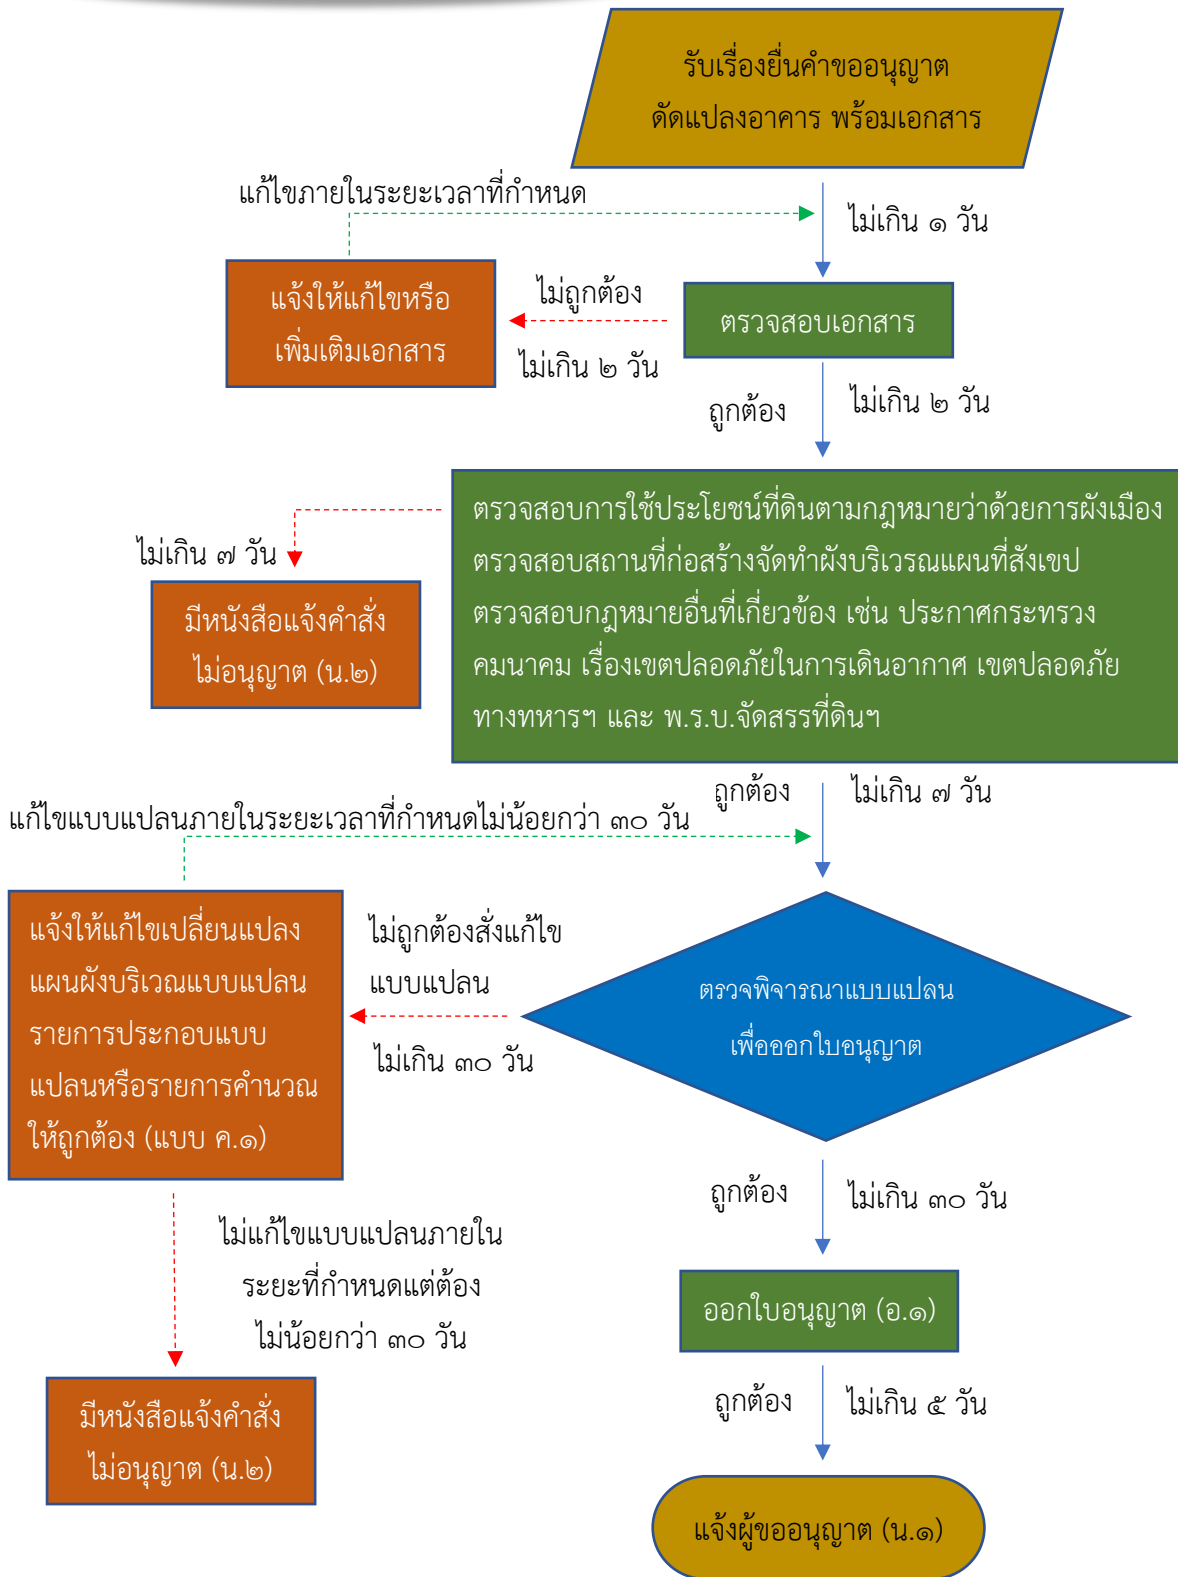 รับเรื่องยื่นคำขออนุญาต
ดัดแปลงอาคาร พร้อมเอกสาร
แก้ไขภายในระยะเวลาที่กำหนด
ไม่เกิน ๑ วัน
แจ้งให้แก้ไขหรือ
เพิ่มเติมเอกสาร
ไม่ถูกต้อง
ไม่เกิน ๒ วัน
ตรวจสอบเอกสาร
ถูกต้อง
ไม่เกิน ๒ วัน
ตรวจสอบการใช้ประโยชน์ที่ดินตามกฎหมายว่าด้วยการผังเมือง
ตรวจสอบสถานที่ก่อสร้างจัดทำผังบริเวรณแผนที่สังเขป
ตรวจสอบกฎหมายอื่นที่เกี่ยวข้อง เช่น ประกาศกระทรวง
คมนาคม เรื่องเขตปลอดภัยในการเดินอากาศ เขตปลอดภัย
ทางทหารฯ และ พ.ร.บ.จัดสรรที่ดินฯ
ไม่เกิน ๗ วัน
มีหนังสือแจ้งคำสั่ง
ไม่อนุญาต (น.๒)
ถูกต้อง
ไม่เกิน ๗ วัน
แก้ไขแบบแปลนภายในระยะเวลาที่กำหนดไม่น้อยกว่า ๓๐ วัน
แจ้งให้แก้ไขเปลี่ยนแปลง
แผนผังบริเวณแบบแปลน
รายการประกอบแบบ
แปลนหรือรายการคำนวณ
ให้ถูกต้อง (แบบ ค.๑)
ไม่ถูกต้องสั่งแก้ไข
แบบแปลน
ไม่เกิน ๓๐ วัน
ตรวจพิจารณาแบบแปลน
เพื่อออกใบอนุญาต
ถูกต้อง
ไม่เกิน ๓๐ วัน
ไม่แก้ไขแบบแปลนภายใน
ระยะที่กำหนดแต่ต้อง
ไม่น้อยกว่า ๓๐ วัน
ออกใบอนุญาต (อ.๑)
มีหนังสือแจ้งคำสั่ง
ไม่อนุญาต (น.๒)
ถูกต้อง
ไม่เกิน ๕ วัน
แจ้งผู้ขออนุญาต (น.๑)